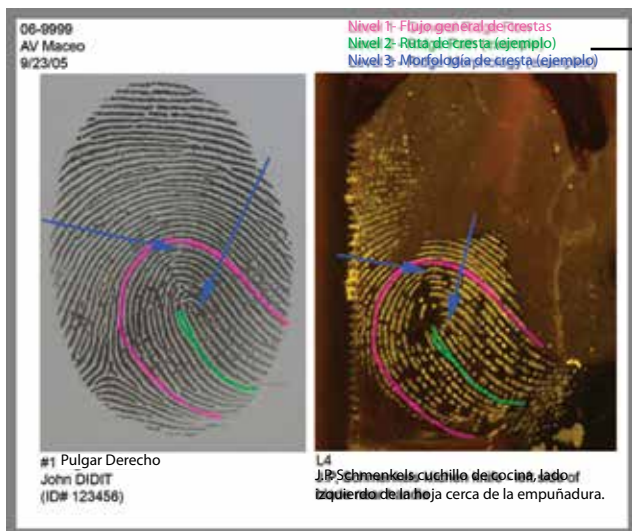 06-9999
AV Maceo
9/23/05
Nivel 1- Flujo general de crestas
Nivel 2- Ruta de cresta (ejemplo)
Nivel 3- Morfología de cresta (ejemplo)
#1 Pulgar Derecho
John DIDIT
(ID# 123456)
L4
J.P. Schmenkels cuchillo de cocina, lado
izquierdo de la hoja cerca de la empuñadura.